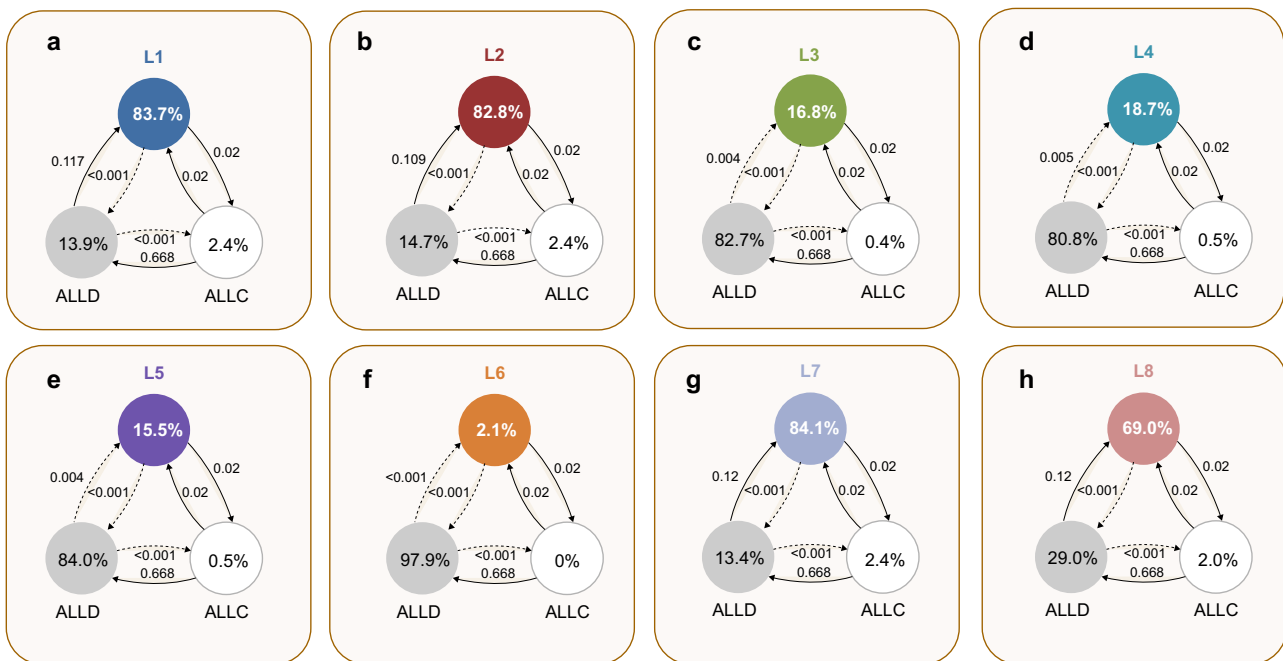 a
L1
83.7%
0.117
<0.001
0.02
0.02
13.9%
<0.001
0.668
2.4%
ALLD
ALLC
b
L2
82.8%
0.109
<0.001
0.02
0.02
14.7%
<0.001
0.668
2.4%
ALLD
ALLC
c
L3
16.8%
0.004
<0.001
0.02
0.02
82.7%
<0.001
0.668
0.4%
ALLD
ALLC
d
L4
18.7%
0.005
<0.001
0.02
0.02
80.8%
<0.001
0.668
0.5%
ALLD
ALLC
e
L5
15.5%
0.004
<0.001
0.02
0.02
84.0%
<0.001
0.668
0.5%
ALLD
ALLC
f
L6
2.1%
<0.001
<0.001
0.02
0.02
97.9%
<0.001
0.668
0%
ALLD
ALLC
g
L7
84.1%
0.12
<0.001
0.02
0.02
13.4%
<0.001
0.668
2.4%
ALLD
ALLC
h
L8
69.0%
0.12
<0.001
0.02
0.02
29.0%
<0.001
0.668
2.0%
ALLD
ALLC